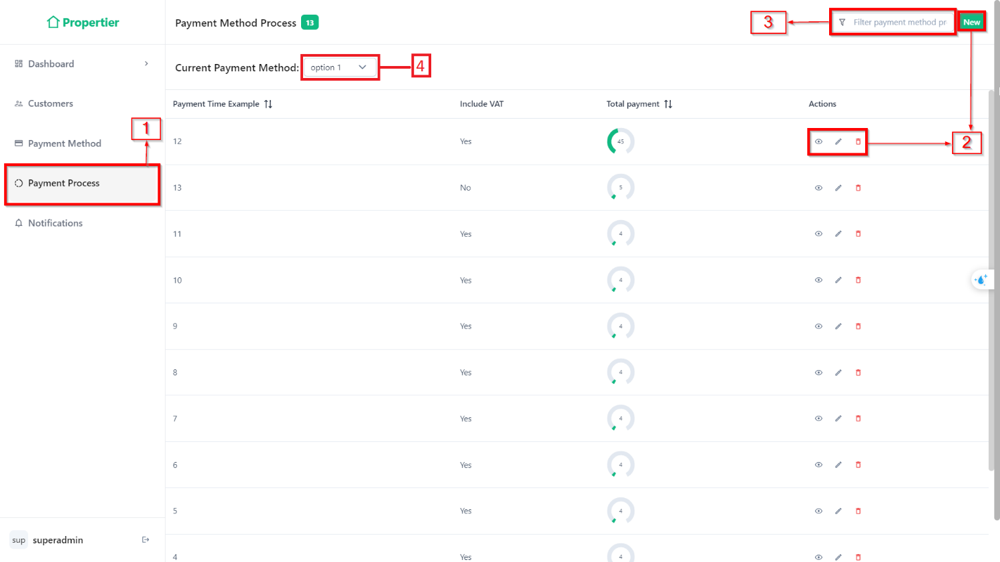 Propertier
Payment Method Process 13
3
Filter payment method pr
New
Dashboard
Current Payment Method: option 1
4
Payment Time Example Include VAT Total payment Actions
Customers
1
Payment Method
12 Yes 45
2
Payment Process
13 No 5
Notifications
11 Yes 4
10 Yes 4
9 Yes 4
8 Yes 4
7 Yes 4
6 Yes 4
5 Yes 4
4 Yes 4
sup superadmin